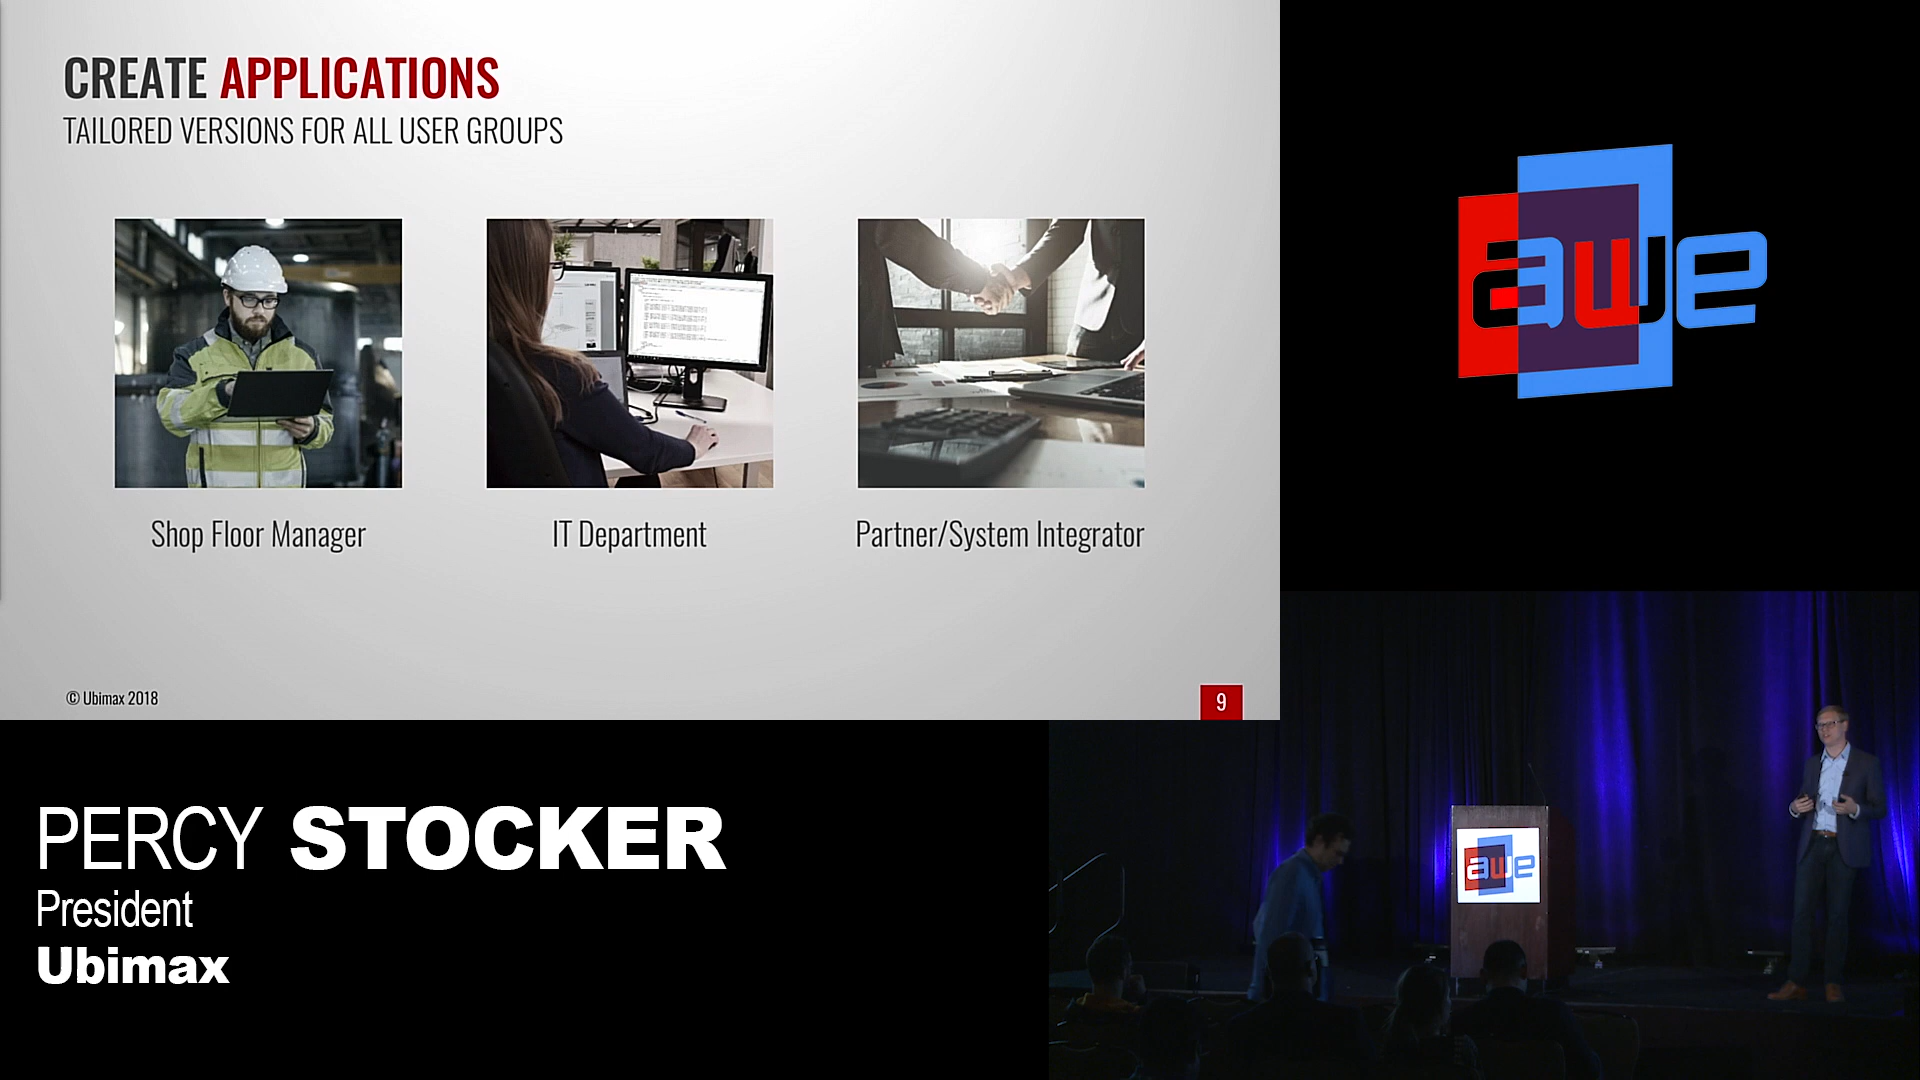 CREATE APPLICATIONS
TAILORED VERSIONS FOR ALL USER GROUPS
Shop Floor Manager
IT Department
Partner/System Integrator
© Ubimax 2018
9
awe
PERCY STOCKER
President
Ubimax
awe